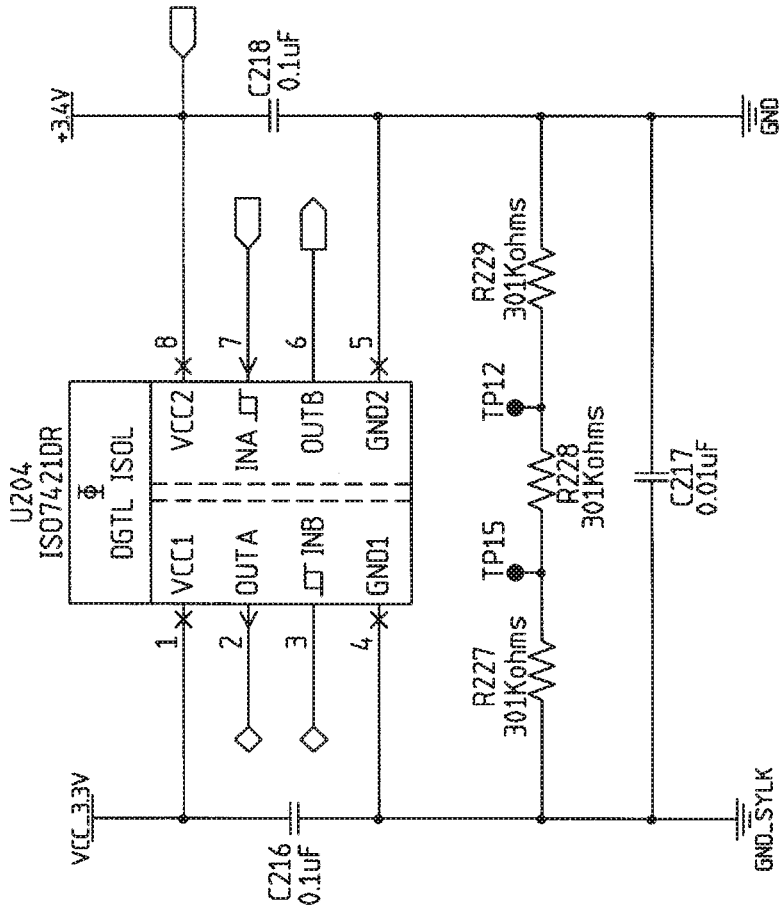 U204
ISO7421DR
Φ
DGTL ISOL
VCC1
OUTA
INB
GND1
VCC2
INA
OUTB
GND2
1
2
3
4
8
7
6
5
VCC_3.3V
+3.4V
C216
0.1uF
C218
0.1uF
R227
301Kohms
TP15
R228
301Kohms
TP12
R229
301Kohms
C217
0.01uF
GND_SYLK
GND